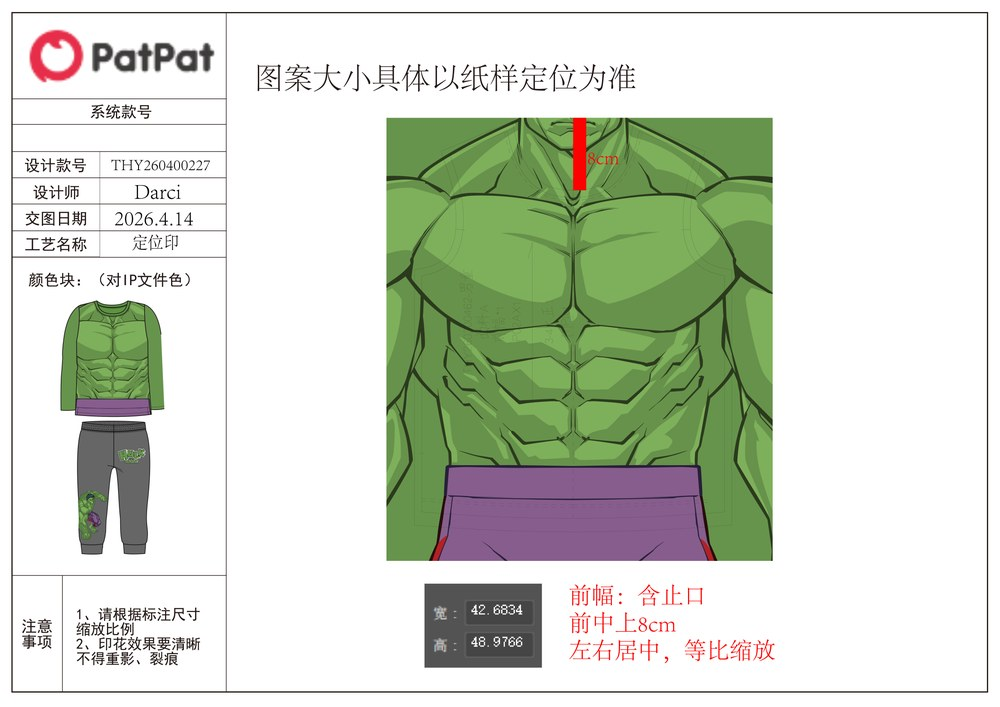 PatPat
系统款号
设计款号 THY260400227
设计师 Darci
交图日期 2026.4.14
工艺名称 定位印
颜色块：（对IP文件色）
注意事项
1、请根据标注尺寸
缩放比例
2、印花效果要清晰
不得重影、裂痕
图案大小具体以纸样定位为准
8cm
宽： 42.6834
高： 48.9766
前幅：含止口
前中上8cm
左右居中，等比缩放